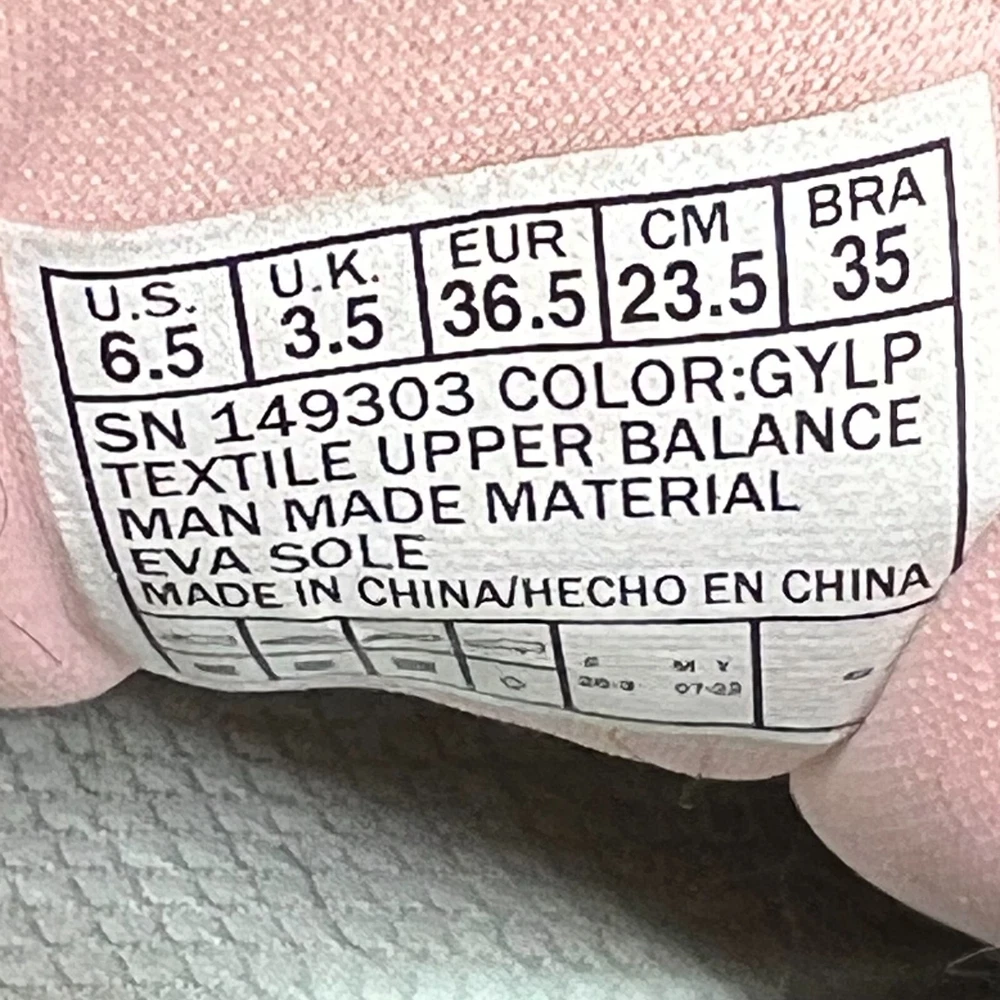 U.S. U.K. EUR CM BRA
6.5 3.5 36.5 23.5 35
SN 149303 COLOR:GYLP
TEXTILE UPPER BALANCE
MAN MADE MATERIAL
EVA SOLE
MADE IN CHINA/HECHO EN CHINA
M Y